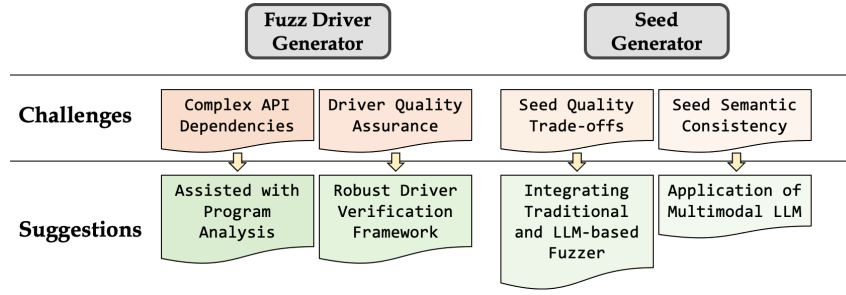 Fuzz Driver
Generator
Seed
Generator
Challenges
Complex API
Dependencies
Driver Quality
Assurance
Seed Quality
Trade-offs
Seed Semantic
Consistency
Suggestions
Assisted with
Program
Analysis
Robust Driver
Verification
Framework
Integrating
Traditional
and LLM-based
Fuzzer
Application of
Multimodal LLM